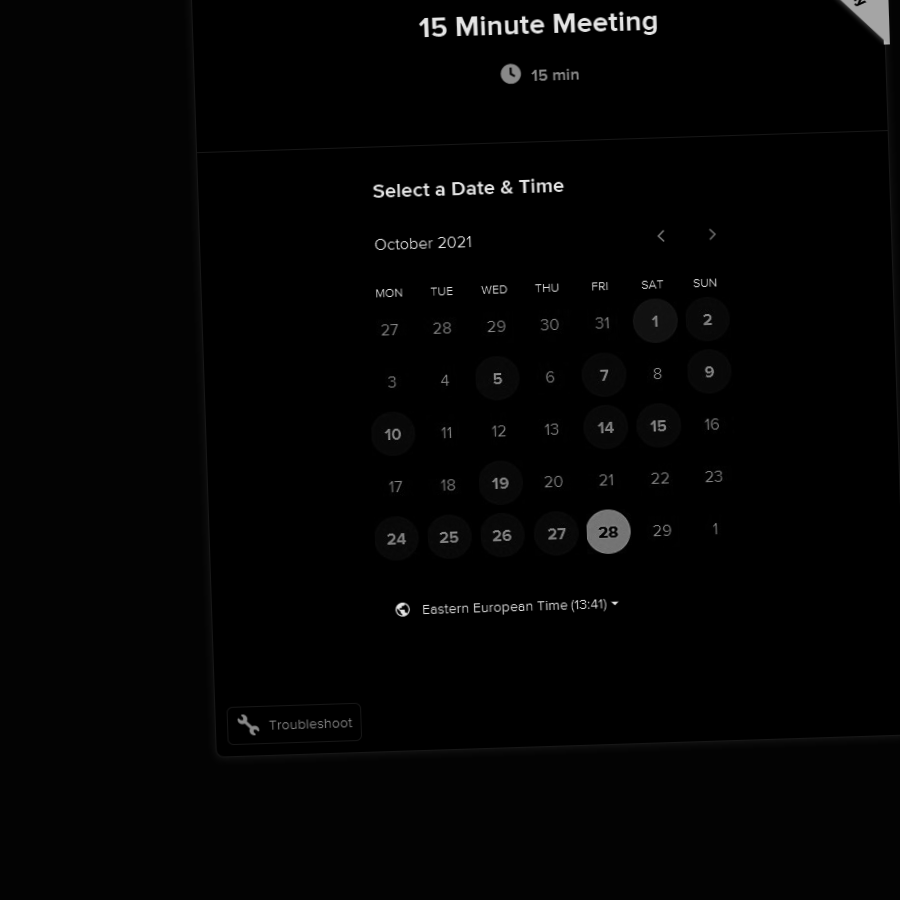 15 Minute Meeting
15 min
Select a Date & Time
October 2021
MON TUE WED THU FRI SAT SUN
27 28 29 30 31 1 2
3 4 5 6 7 8 9
10 11 12 13 14 15 16
17 18 19 20 21 22 23
24 25 26 27 28 29 1
Eastern European Time (13:41)
Troubleshoot